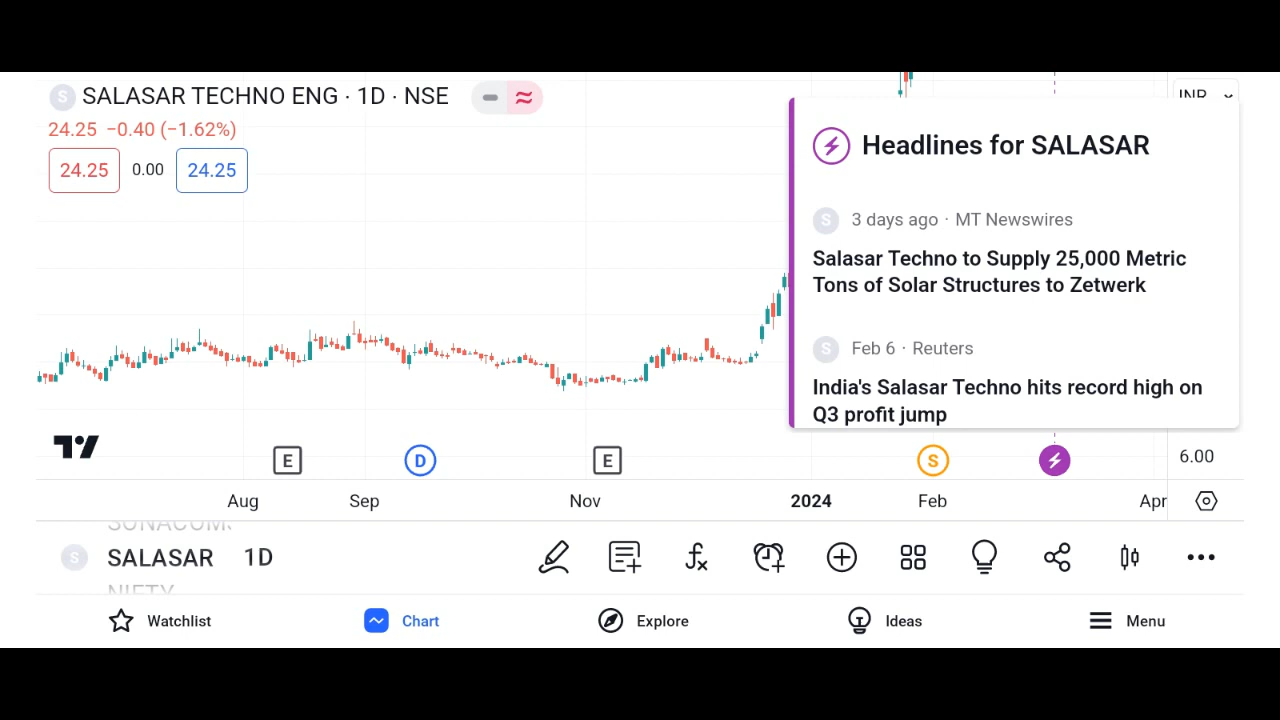 S SALASAR TECHNO ENG · 1D · NSE
24.25 −0.40 (−1.62%)
24.25 0.00 24.25
INR
Headlines for SALASAR
S 3 days ago · MT Newswires
Salasar Techno to Supply 25,000 Metric
Tons of Solar Structures to Zetwerk
S Feb 6 · Reuters
India's Salasar Techno hits record high on
Q3 profit jump
E D E S
6.00
Aug Sep Nov 2024 Feb Apr
S SALASAR 1D
NIFTY
Watchlist Chart Explore Ideas Menu